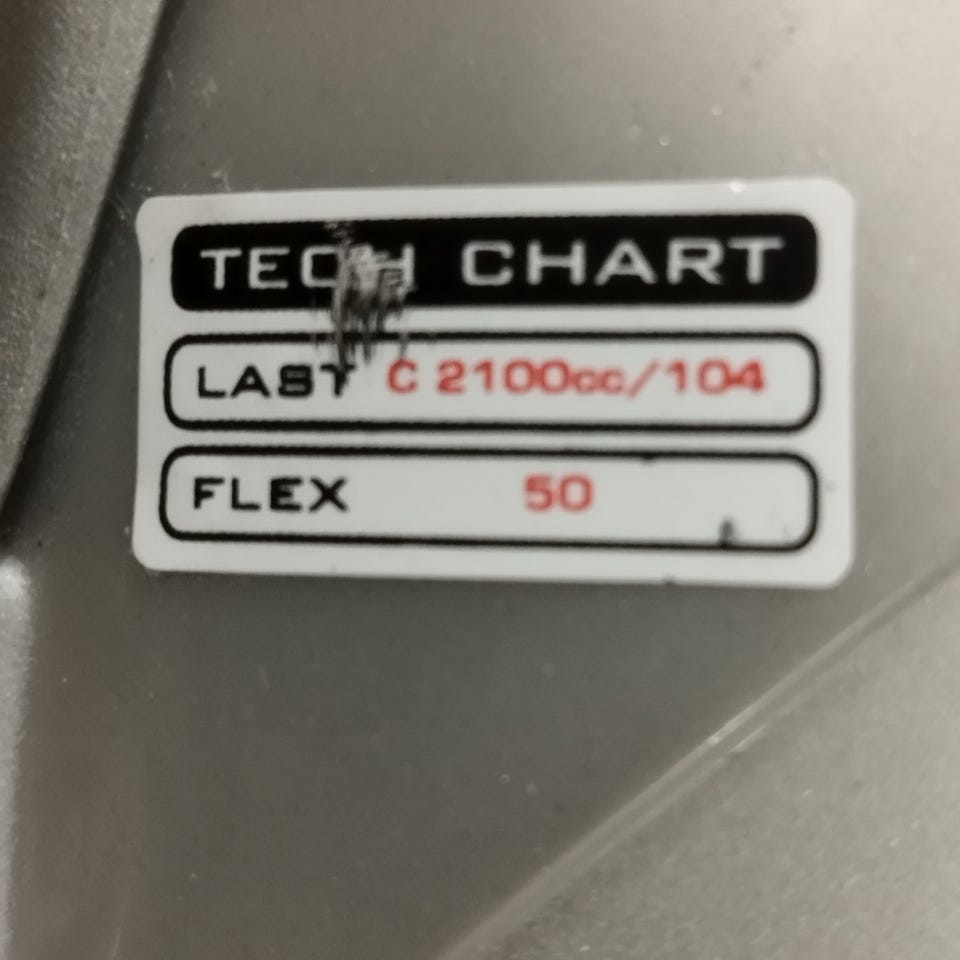 TECH CHART
LAST C 2100cc/104
FLEX 50